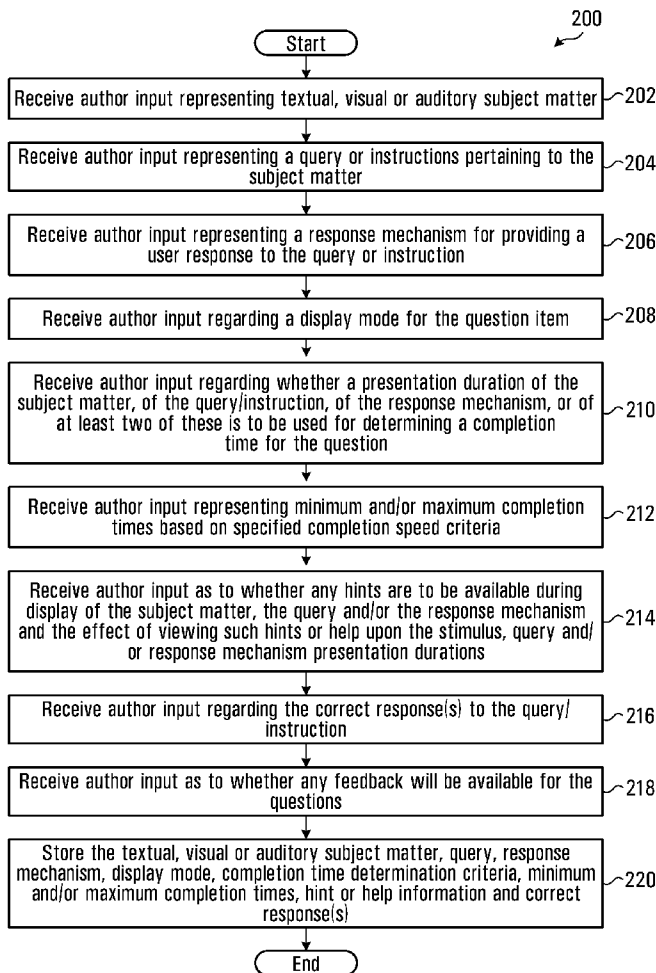 200
Start
Receive author input representing textual, visual or auditory subject matter
202
Receive author input representing a query or instructions pertaining to the
subject matter
204
Receive author input representing a response mechanism for providing a
user response to the query or instruction
206
Receive author input regarding a display mode for the question item
208
Receive author input regarding whether a presentation duration of the
subject matter, of the query/instruction, of the response mechanism, or of
at least two of these is to be used for determining a completion
time for the question
210
Receive author input representing minimum and/or maximum completion
times based on specified completion speed criteria
212
Receive author input as to whether any hints are to be available during
display of the subject matter, the query and/or the response mechanism
and the effect of viewing such hints or help upon the stimulus, query and/
or response mechanism presentation durations
214
Receive author input regarding the correct response(s) to the query/
instruction
216
Receive author input as to whether any feedback will be available for the
questions
218
Store the textual, visual or auditory subject matter, query, response
mechanism, display mode, completion time determination criteria, minimum
and/or maximum completion times, hint or help information and correct
response(s)
220
End